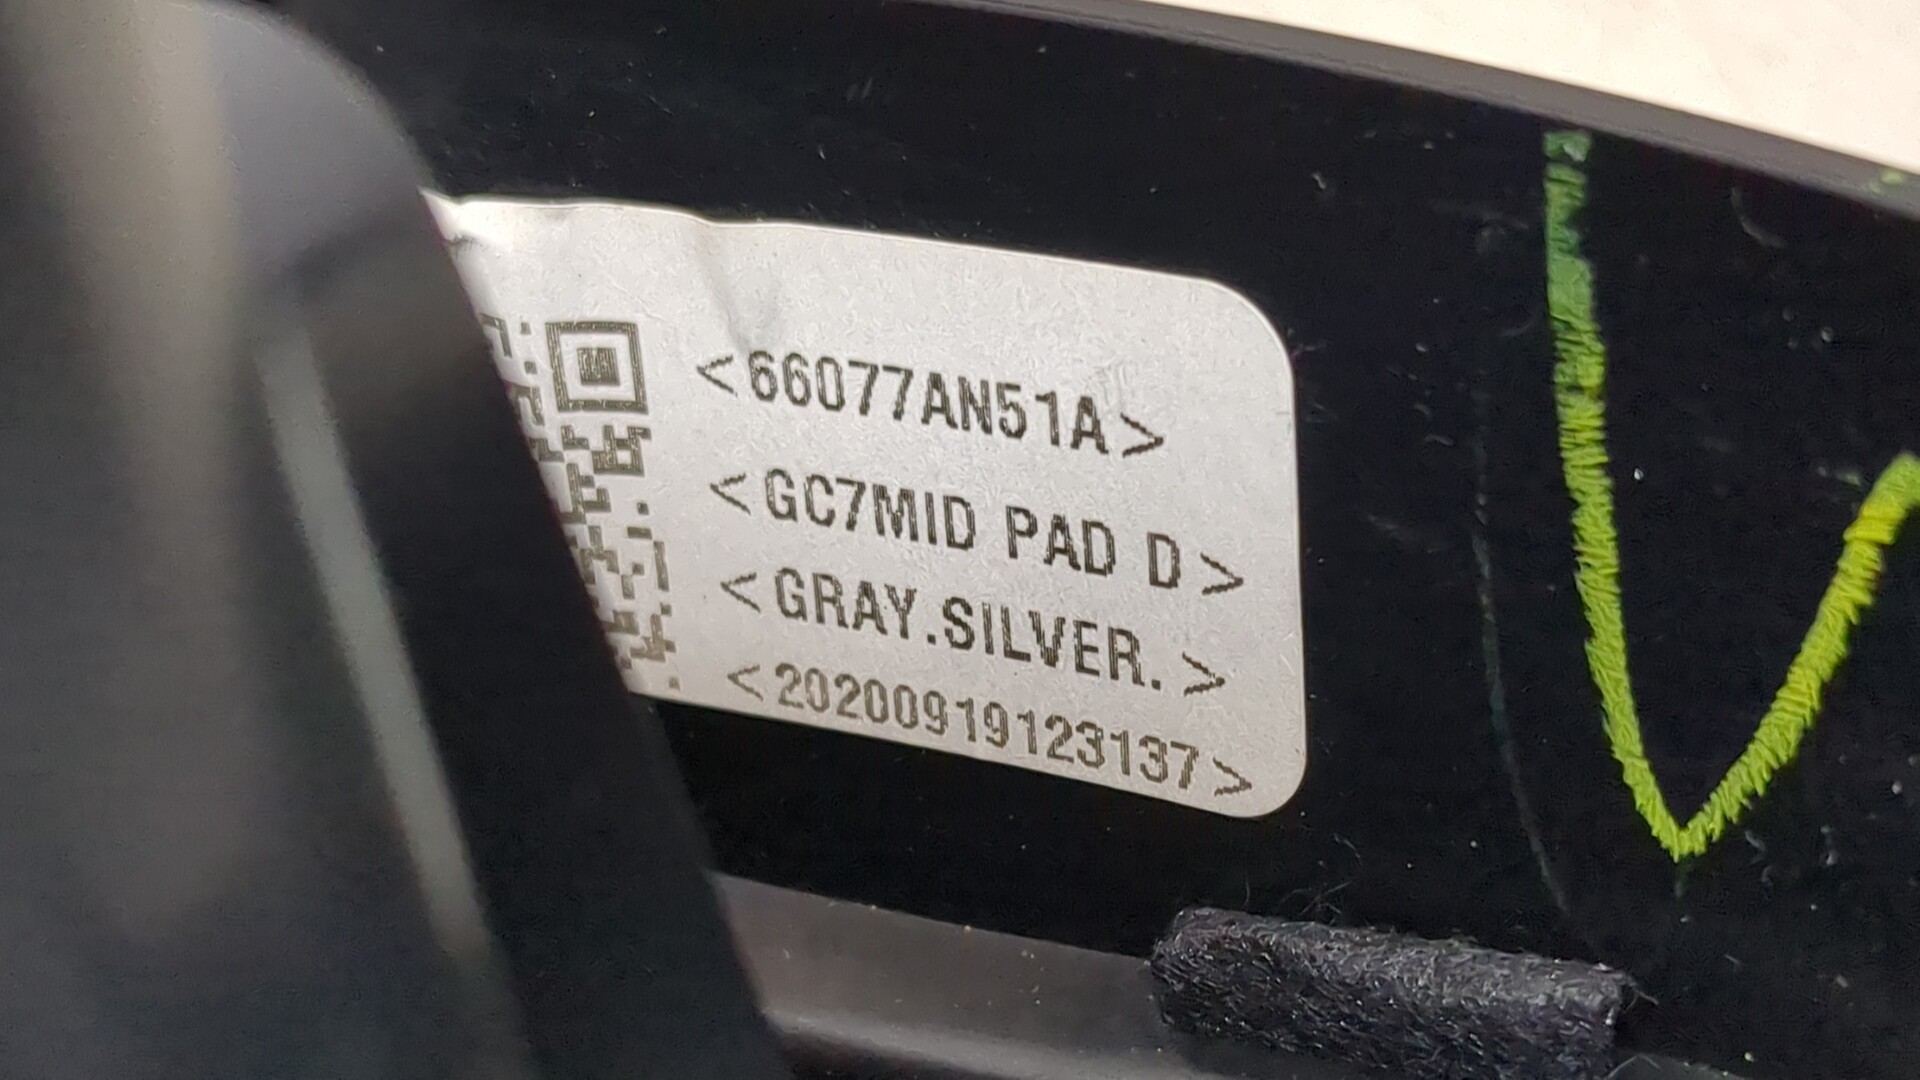 <66077AN51A>
<GC7MID PAD D>
<GRAY.SILVER.>
<20200919123137>